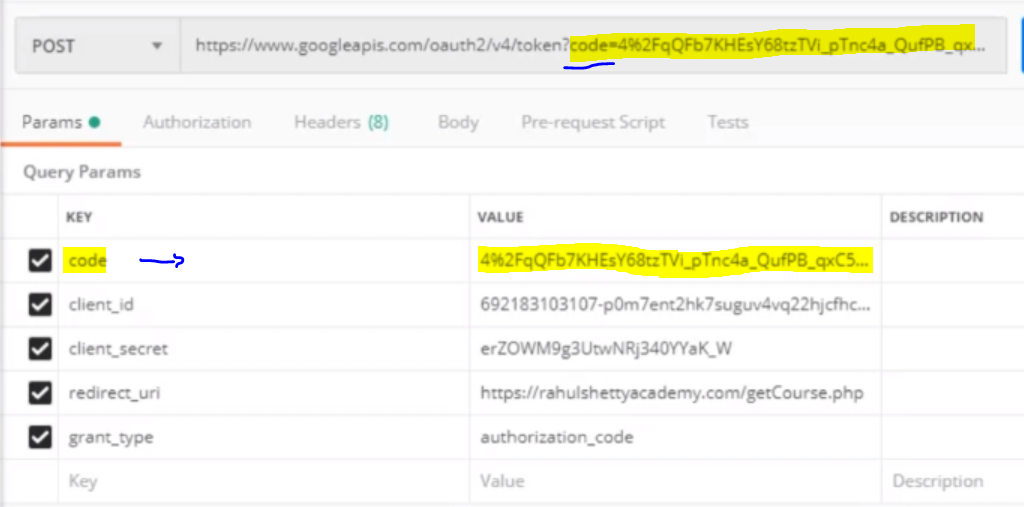 POST https://www.googleapis.com/oauth2/v4/token?code=4%2FqQFb7KHEsY68tzTVi_pTnc4a_QufPB_qx...
Params Authorization Headers (8) Body Pre-request Script Tests
Query Params
KEY VALUE DESCRIPTION
code 4%2FqQFb7KHEsY68tzTVi_pTnc4a_QufPB_qxC5...
client_id 692183103107-p0m7ent2hk7suguv4vq22hjcfhc...
client_secret erZOWM9g3UtwNRj340YYaK_W
redirect_uri https://rahulshettyacademy.com/getCourse.php
grant_type authorization_code
Key Value Description